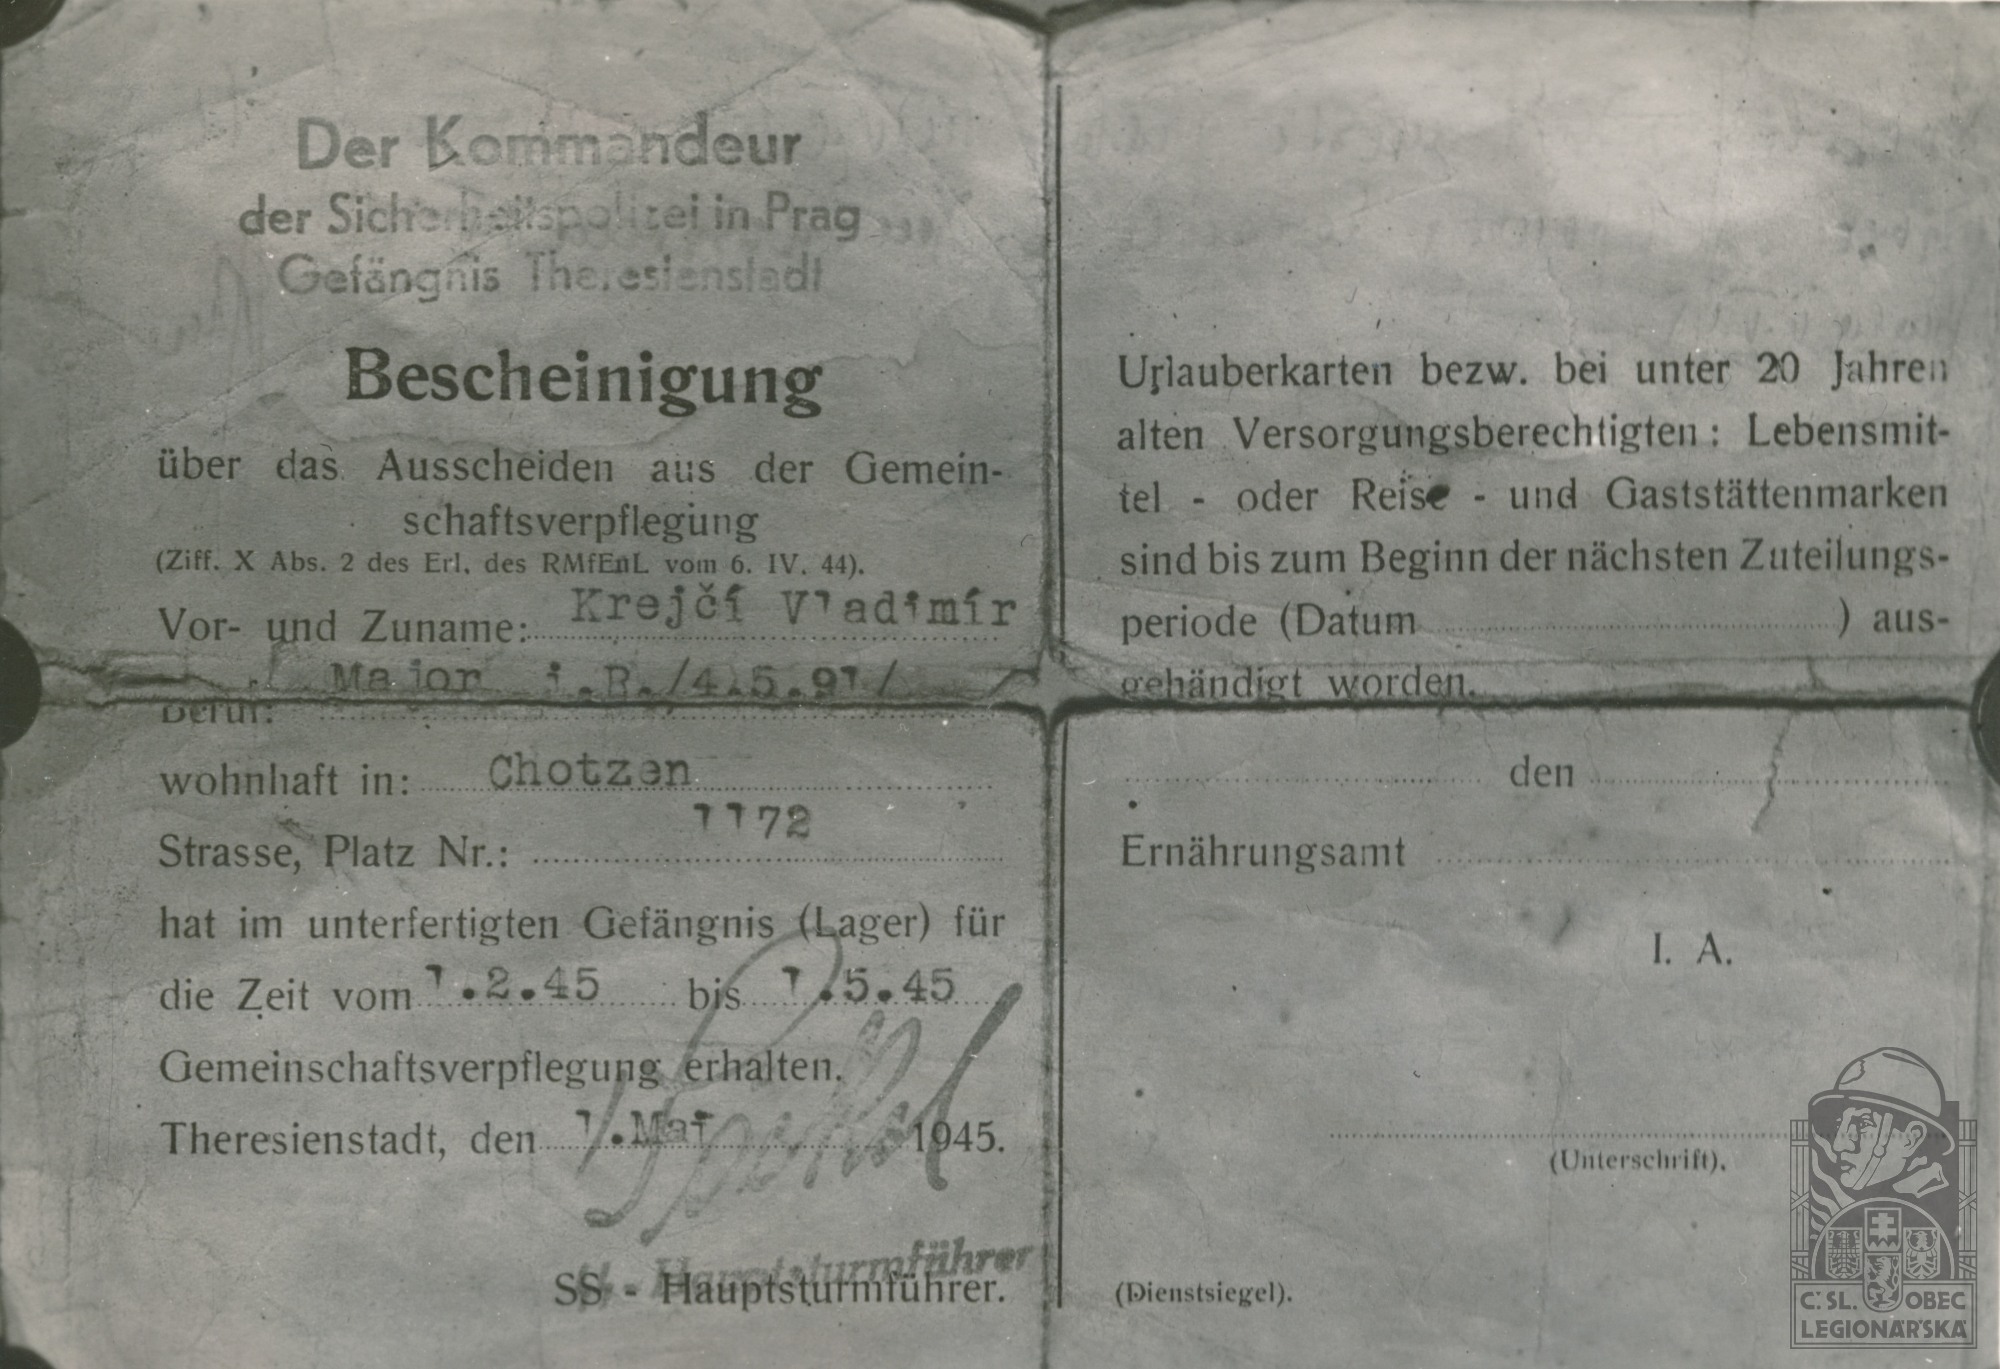 Der Kommandeur
der Sicherheitspolizei in Prag
Gefängnis Theresienstadt
Bescheinigung
über das Ausscheiden aus der Gemein-
schaftsverpflegung
(Ziff. X Abs. 2 des Erl. des RMfEnL vom 6. IV. 44).
Vor- und Zuname: Krejčí Vladimír
Major i.R./4.5.91/
Beruf:
wohnhaft in: Chotzen
Strasse, Platz Nr.: 1172
hat im unterfertigten Gefängnis (Lager) für
die Zeit vom 1.2.45 bis 1.5.45
Gemeinschaftsverpflegung erhalten.
Theresienstadt, den 1.Mai 1945.
Hauptsturmführer
SS - Hauptsturmführer.
Urlauberkarten bezw. bei unter 20 Jahren
alten Versorgungsberechtigten: Lebensmit-
tel - oder Reise - und Gaststättenmarken
sind bis zum Beginn der nächsten Zuteilungs-
periode (Datum ) aus-
gehändigt worden.
den
Ernährungsamt
I. A.
(Unterschrift).
(Dienstsiegel).
Č.SL. OBEC
LEGIONÁŘSKÁ